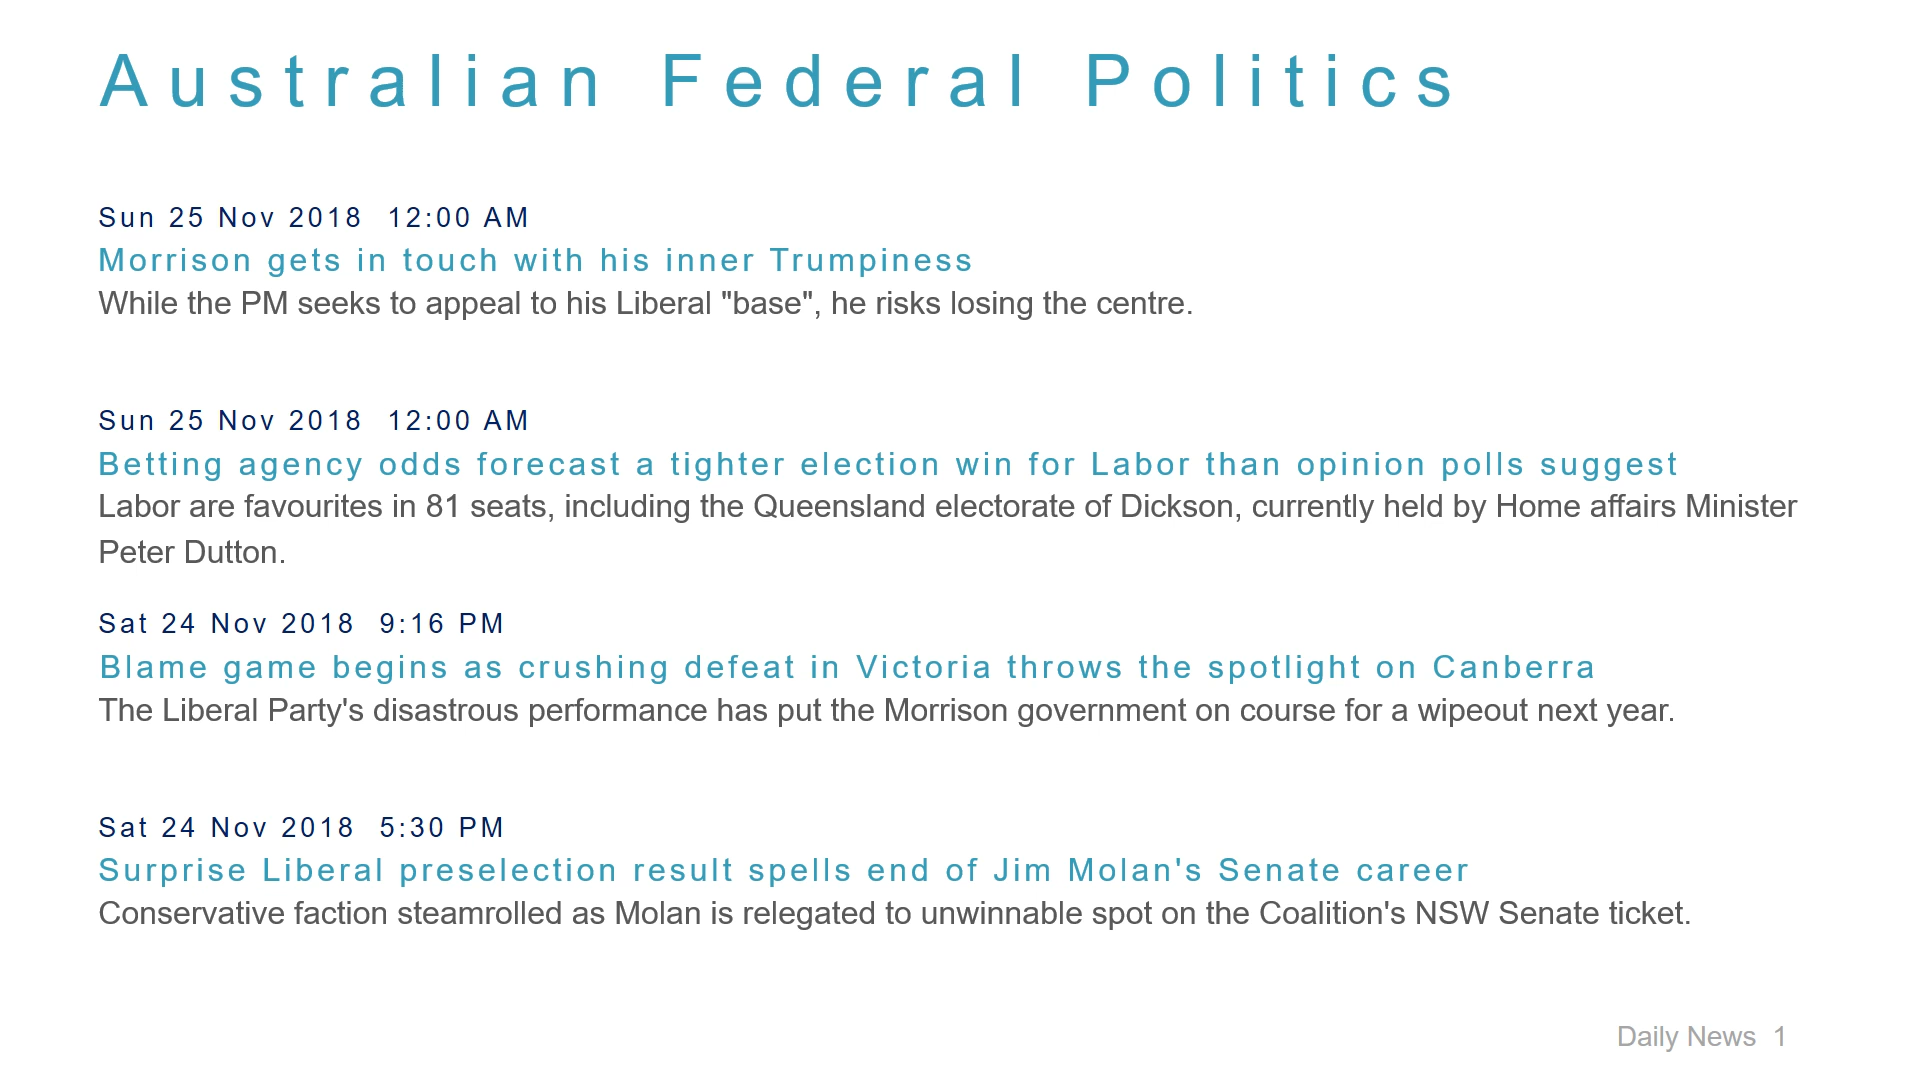 Australian Federal Politics
Sun 25 Nov 2018 12:00 AM
Morrison gets in touch with his inner Trumpiness
While the PM seeks to appeal to his Liberal "base", he risks losing the centre.
Sun 25 Nov 2018 12:00 AM
Betting agency odds forecast a tighter election win for Labor than opinion polls suggest
Labor are favourites in 81 seats, including the Queensland electorate of Dickson, currently held by Home affairs Minister
Peter Dutton.
Sat 24 Nov 2018 9:16 PM
Blame game begins as crushing defeat in Victoria throws the spotlight on Canberra
The Liberal Party's disastrous performance has put the Morrison government on course for a wipeout next year.
Sat 24 Nov 2018 5:30 PM
Surprise Liberal preselection result spells end of Jim Molan's Senate career
Conservative faction steamrolled as Molan is relegated to unwinnable spot on the Coalition's NSW Senate ticket.
Daily News 1